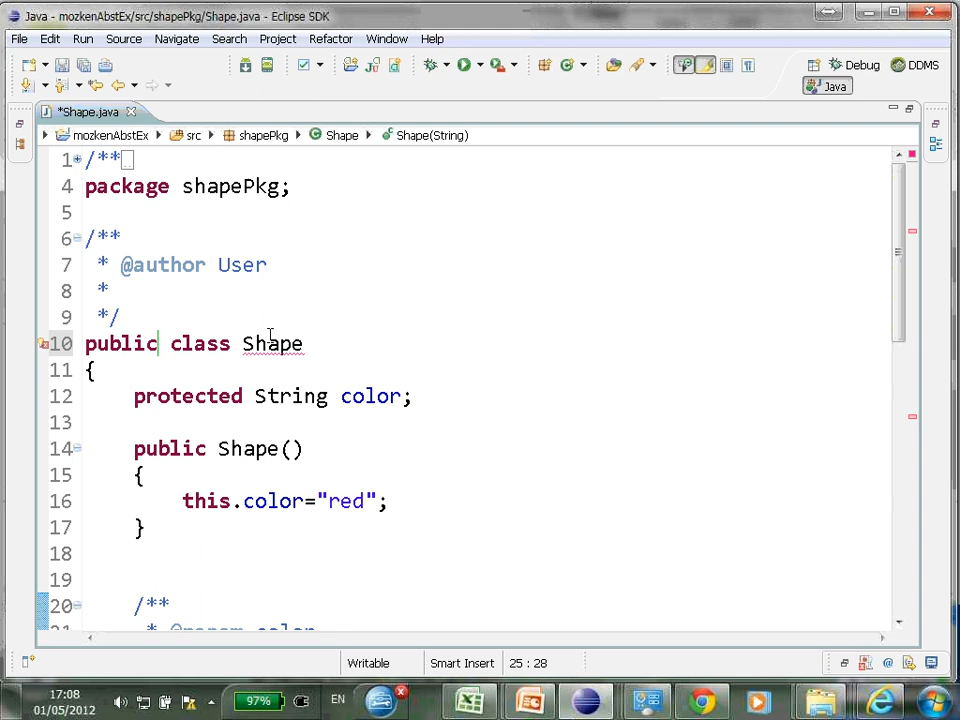 Java - mozkenAbstEx/src/shapePkg/Shape.java - Eclipse SDK
File Edit Run Source Navigate Search Project Refactor Window Help
Debug DDMS
Java
*Shape.java
mozkenAbstEx src shapePkg Shape Shape(String)
1 /**
4 package shapePkg;
5
6 /**
7 * @author User
8 *
9 */
10 public class Shape
11 {
12 protected String color;
13
14 public Shape()
15 {
16 this.color="red";
17 }
18
19
20 /**
21 * @param color
Writable Smart Insert 25 : 28
17:08
01/05/2012
97%
EN